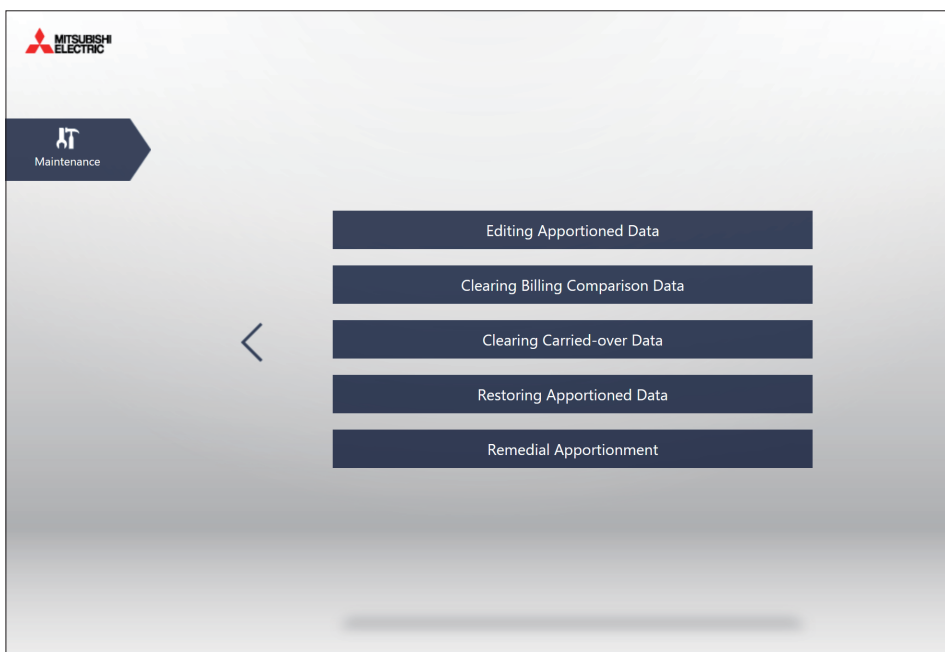 MITSUBISHI
ELECTRIC
Maintenance
Editing Apportioned Data
Clearing Billing Comparison Data
Clearing Carried-over Data
Restoring Apportioned Data
Remedial Apportionment